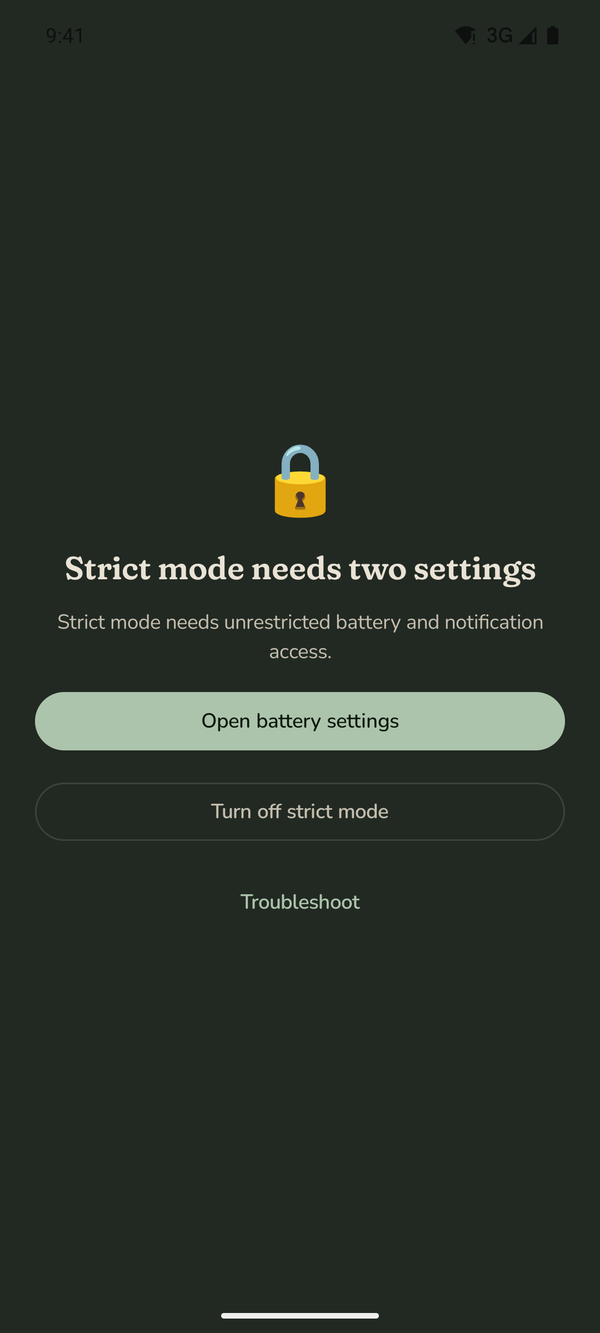 9:41
3G
Strict mode needs two settings
Strict mode needs unrestricted battery and notification
access.
Open battery settings
Turn off strict mode
Troubleshoot